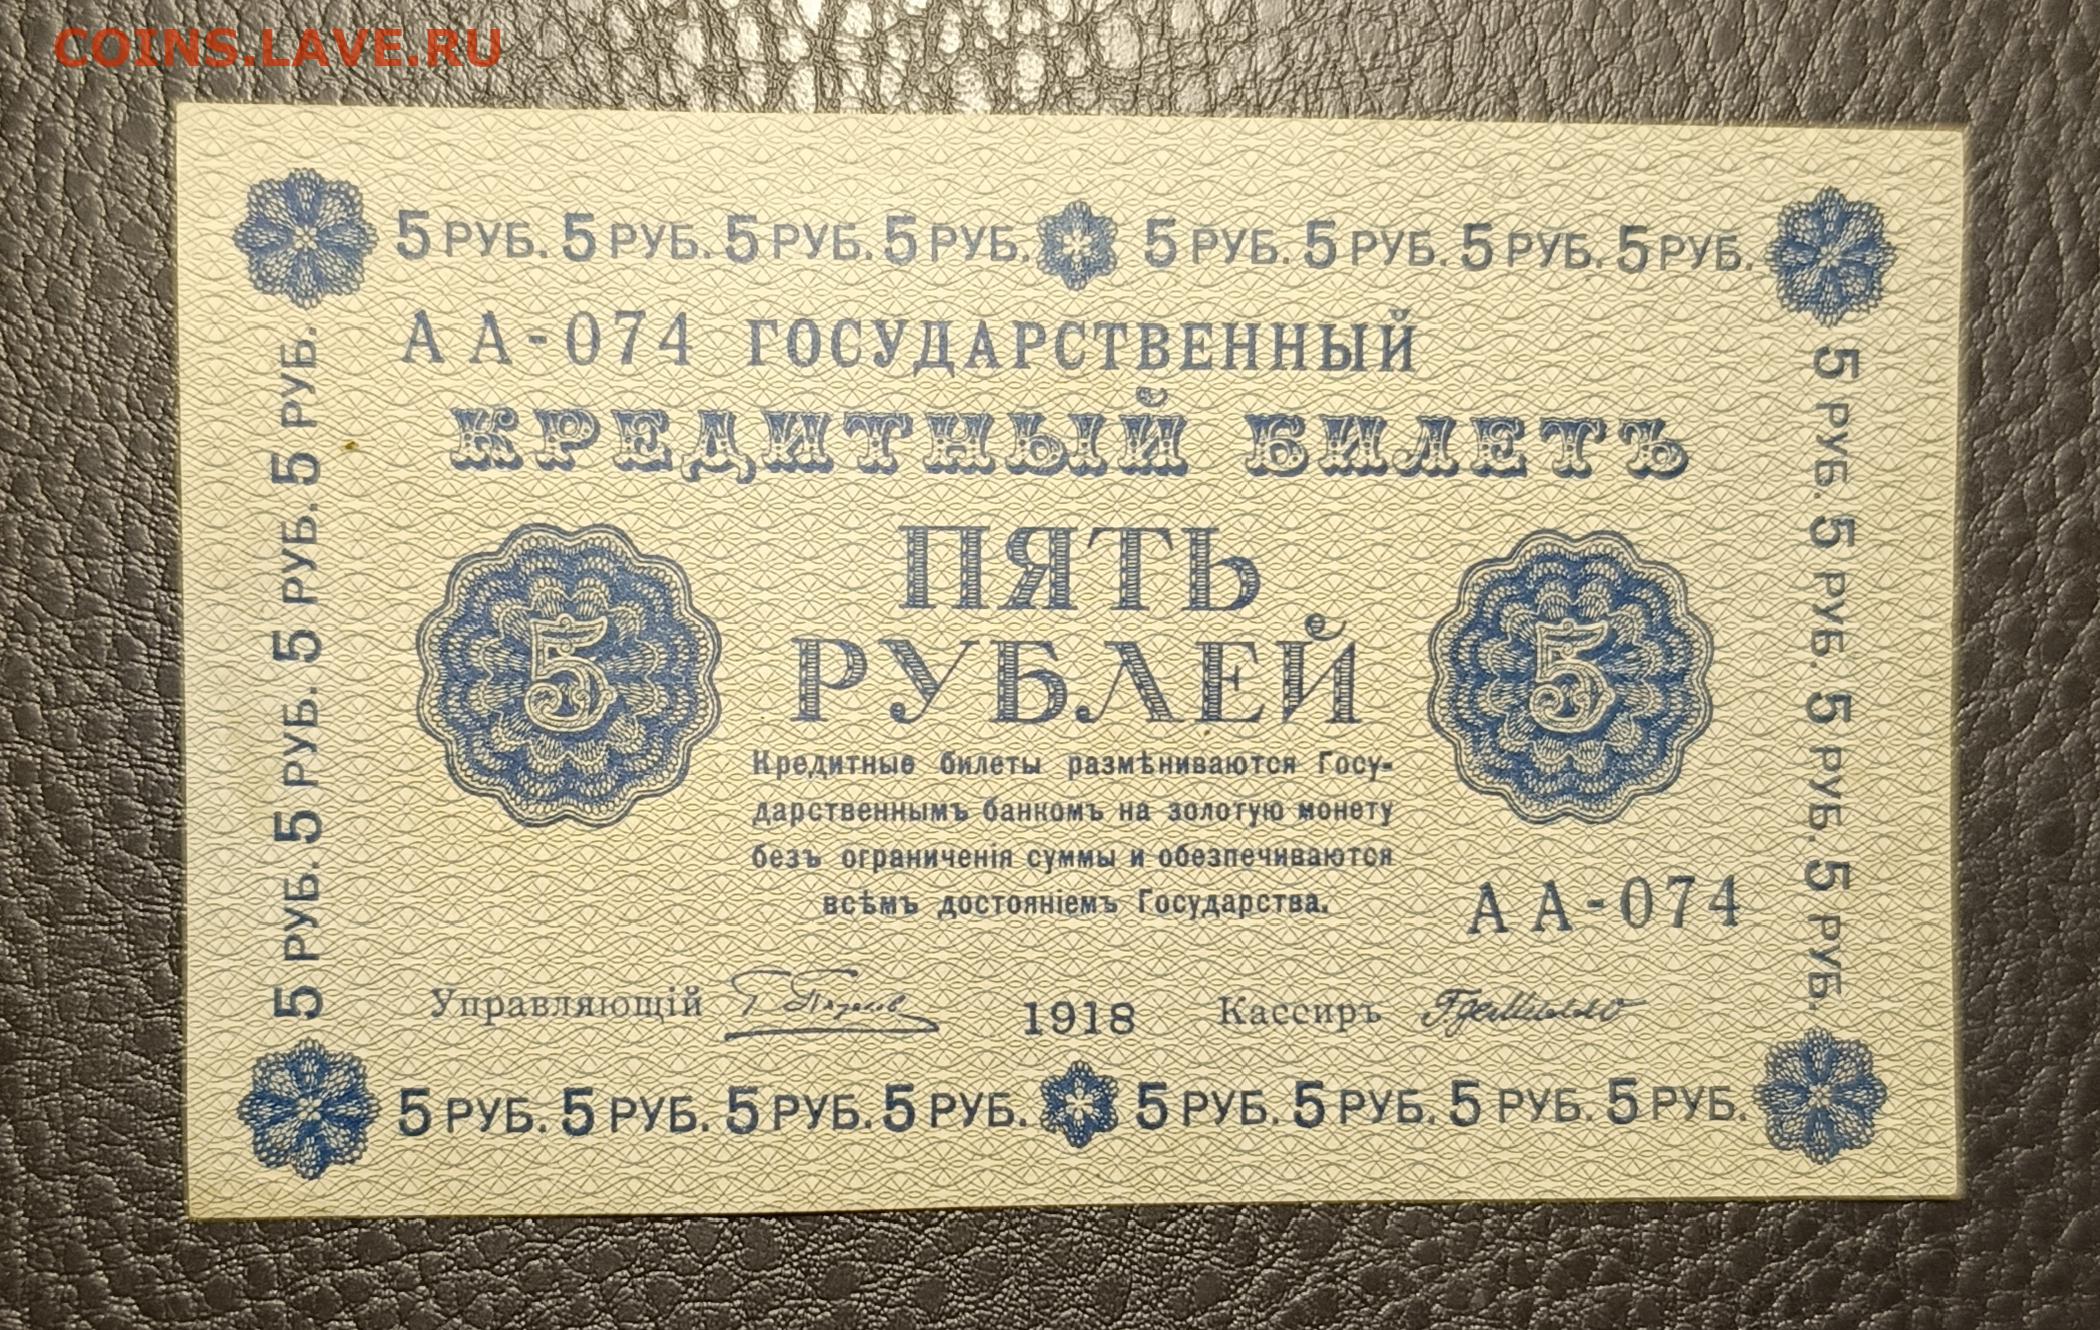 COINS.LAVE.RU
5 РУБ. 5 РУБ. 5 РУБ. 5 РУБ. 5 РУБ. 5 РУБ. 5 РУБ. 5 РУБ.
5 РУБ. 5 РУБ. 5 РУБ. 5 РУБ.
АА-074 ГОСУДАРСТВЕННЫЙ
КРЕДИТНЫЙ БИЛЕТЪ
ПЯТЬ
РУБЛЕЙ
5
5
Кредитные билеты размѣниваются Госу-
дарственнымъ банкомъ на золотую монету
безъ ограниченія суммы и обезпечиваются
всѣмъ достояніемъ Государства.
АА-074
Управляющій
1918 Кассиръ
5 РУБ. 5 РУБ. 5 РУБ. 5 РУБ.
5 РУБ. 5 РУБ. 5 РУБ. 5 РУБ. 5 РУБ. 5 РУБ. 5 РУБ. 5 РУБ.